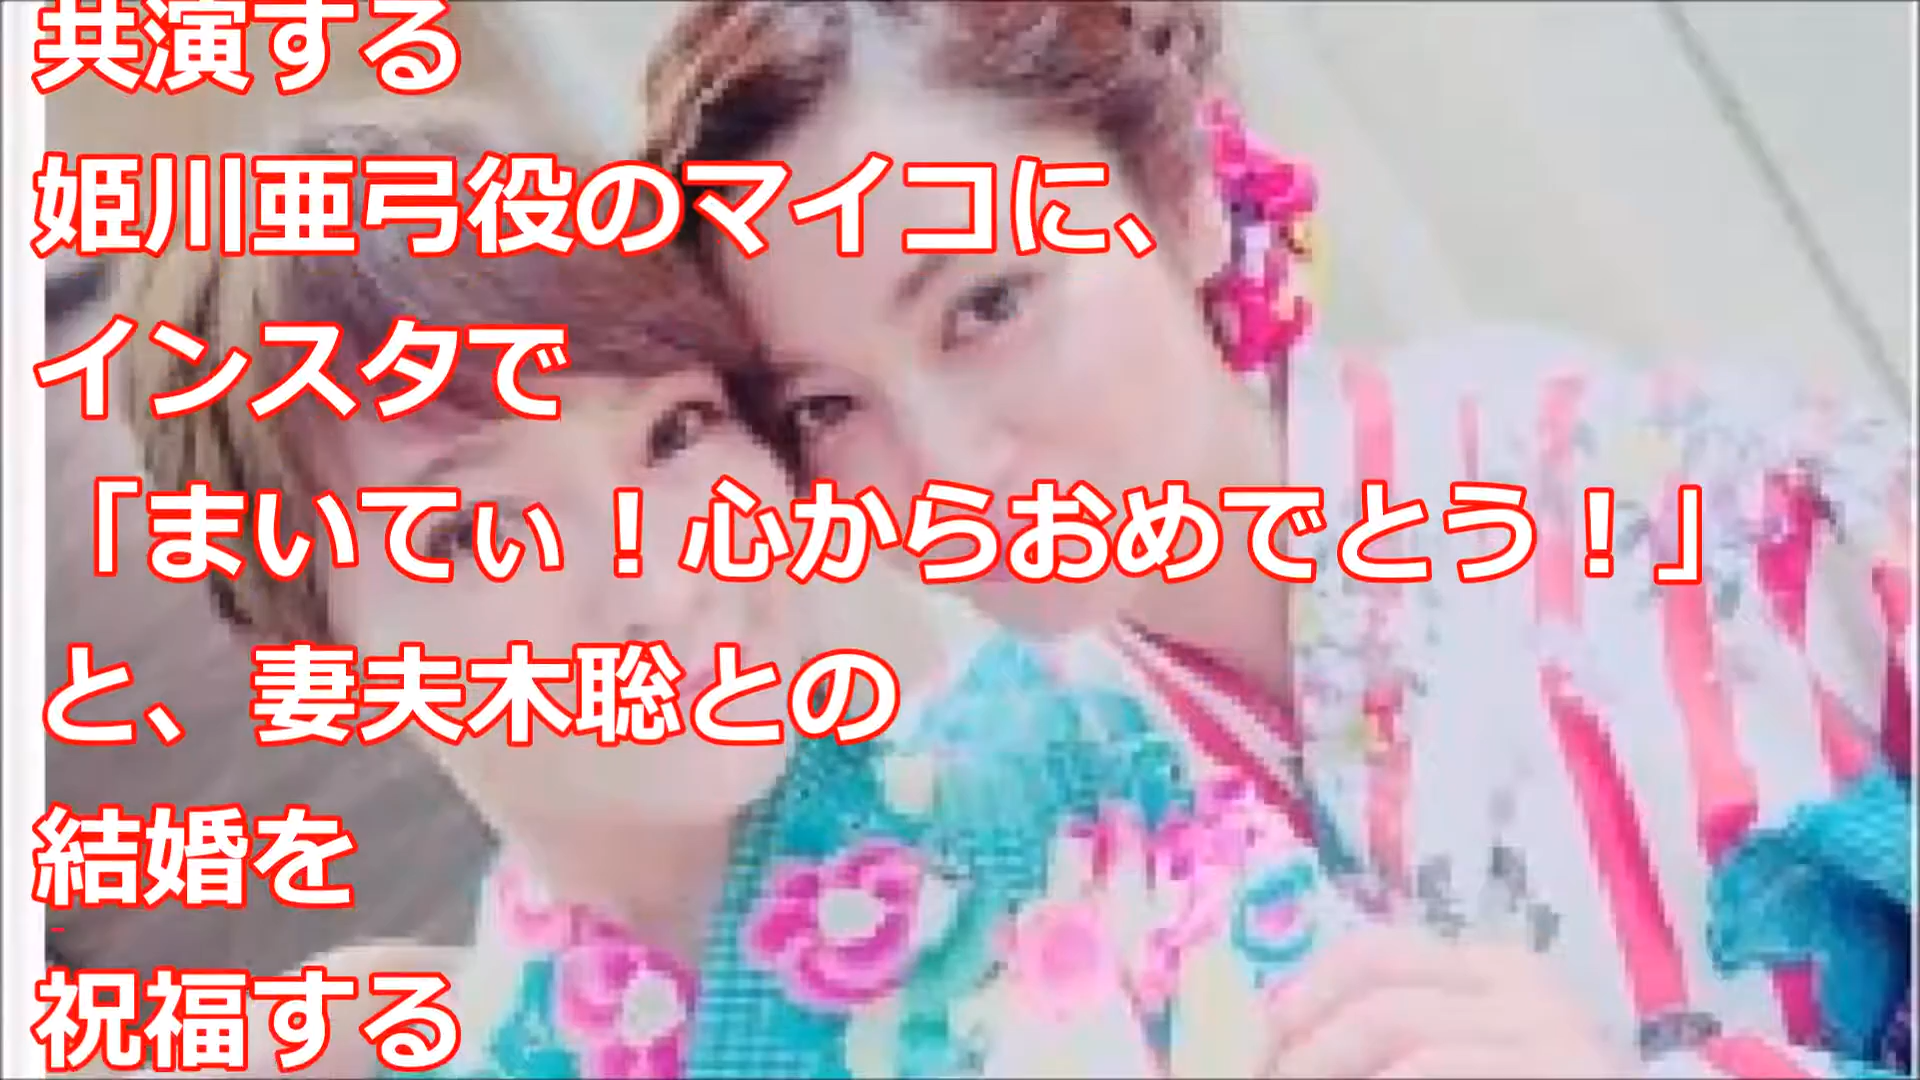 共演する
姫川亜弓役のマイコに、
インスタで
「まいてぃ！心からおめでとう！」
と、妻夫木聡との
結婚を
祝福する